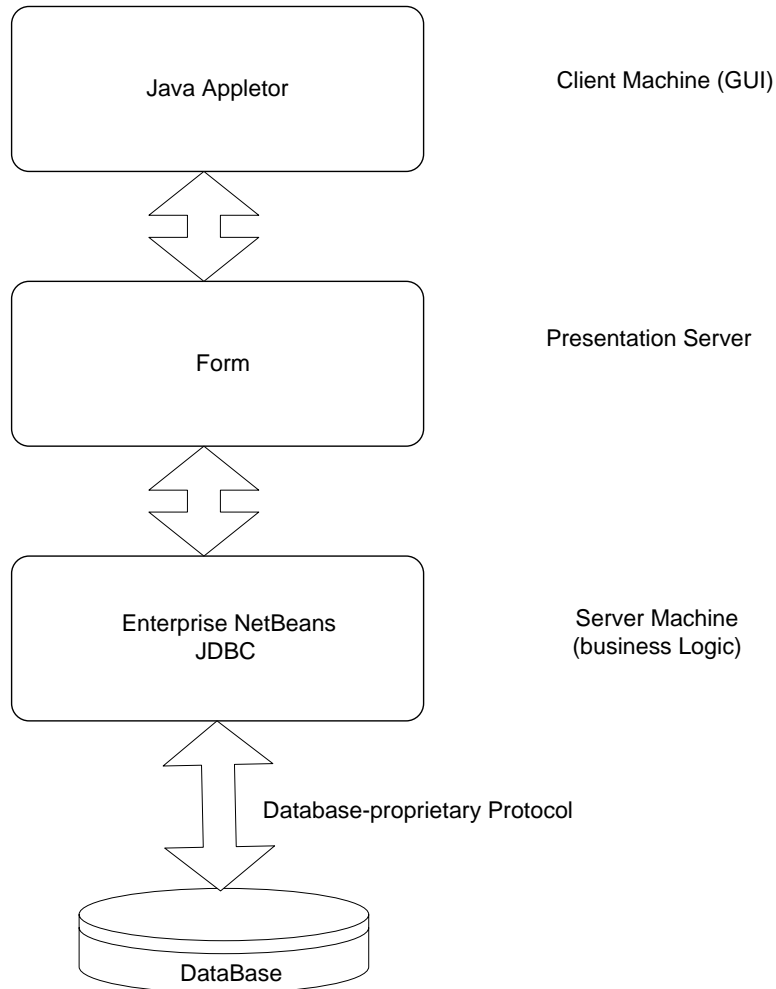 Java Appletor
Client Machine (GUI)
Form
Presentation Server
Enterprise NetBeans
JDBC
Server Machine
(business Logic)
Database-proprietary Protocol
DataBase